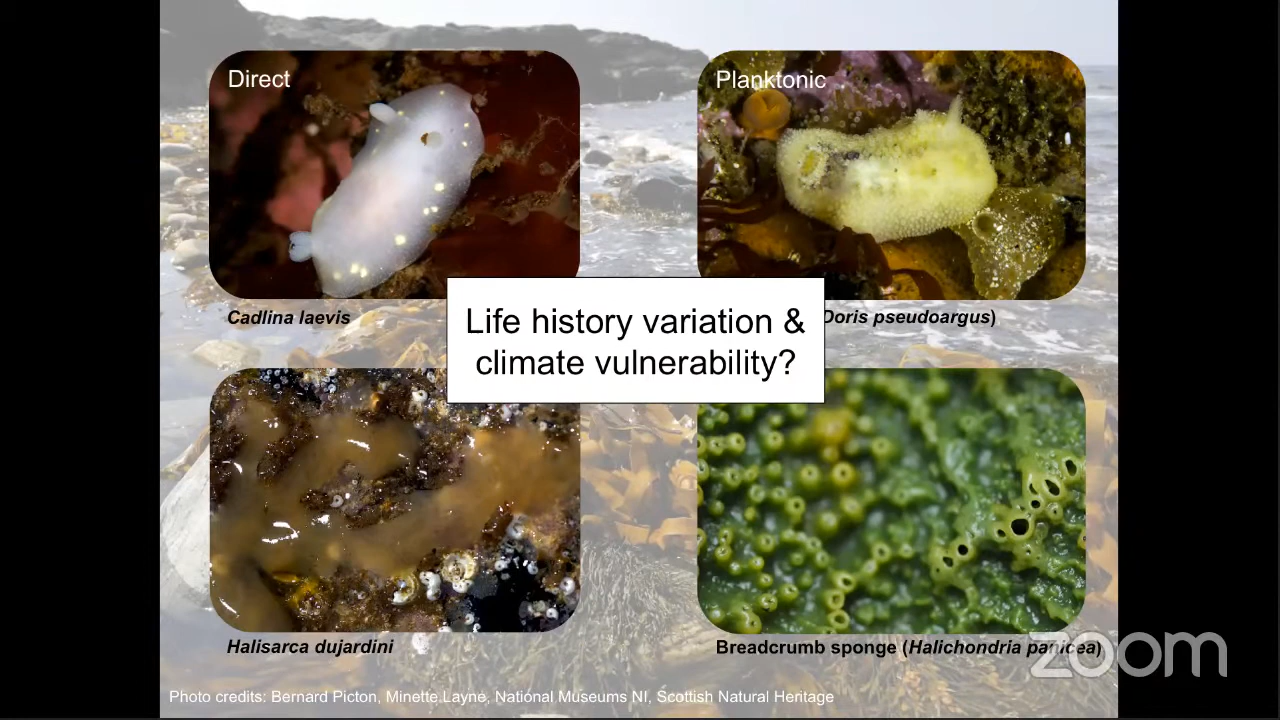 Direct
Planktonic
Cadlina laevis
Doris pseudoargus)
Life history variation &
climate vulnerability?
Halisarca dujardini
Breadcrumb sponge (Halichondria panicea)
zoom
Photo credits: Bernard Picton, Minette Layne, National Museums NI, Scottish Natural Heritage